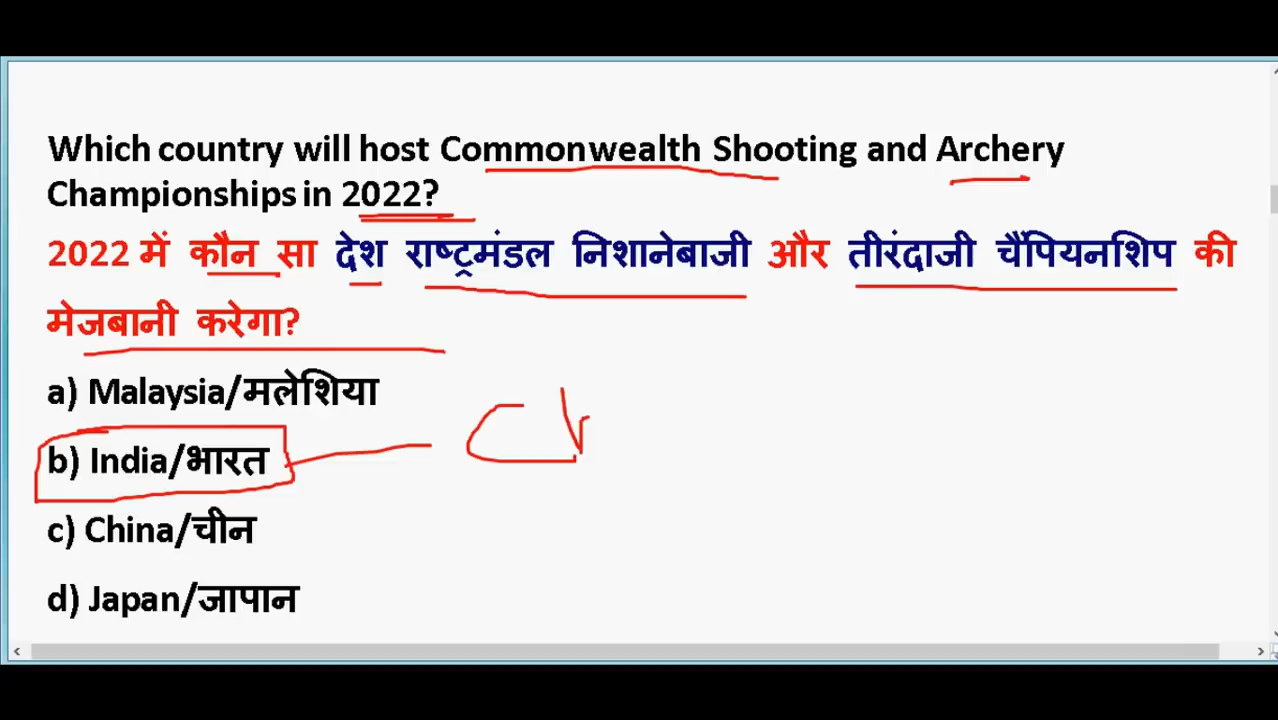 Which country will host Commonwealth Shooting and Archery
Championships in 2022?
2022 में कौन सा देश राष्ट्रमंडल निशानेबाजी और तीरंदाजी चैंपियनशिप की
मेजबानी करेगा?
a) Malaysia/मलेशिया
b) India/भारत
c) China/चीन
d) Japan/जापान